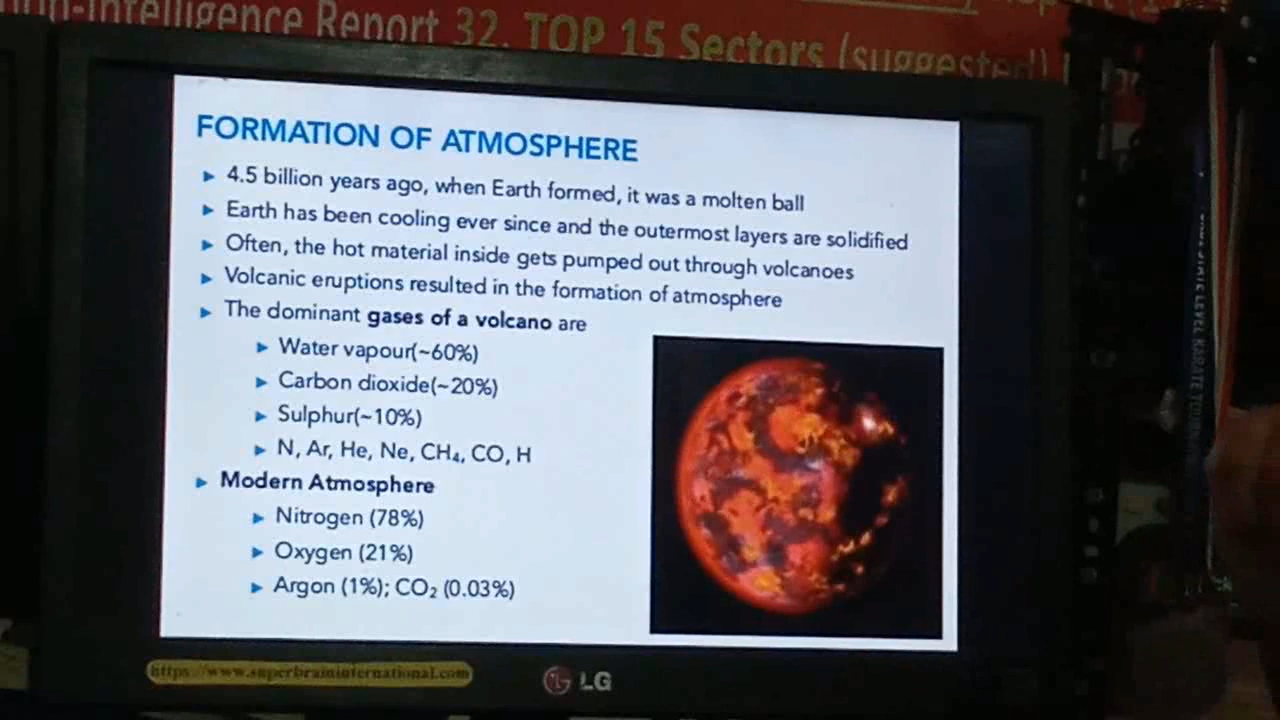 Intelligence Report 32. TOP 15 Sectors (suggested)
FORMATION OF ATMOSPHERE
4.5 billion years ago, when Earth formed, it was a molten ball
Earth has been cooling ever since and the outermost layers are solidified
Often, the hot material inside gets pumped out through volcanoes
Volcanic eruptions resulted in the formation of atmosphere
The dominant gases of a volcano are
Water vapour(~60%)
Carbon dioxide(~20%)
Sulphur(~10%)
N, Ar, He, Ne, CH₄, CO, H
Modern Atmosphere
Nitrogen (78%)
Oxygen (21%)
Argon (1%); CO₂ (0.03%)
https://www.superbraininternational.com
LG
LEVEL KARATE